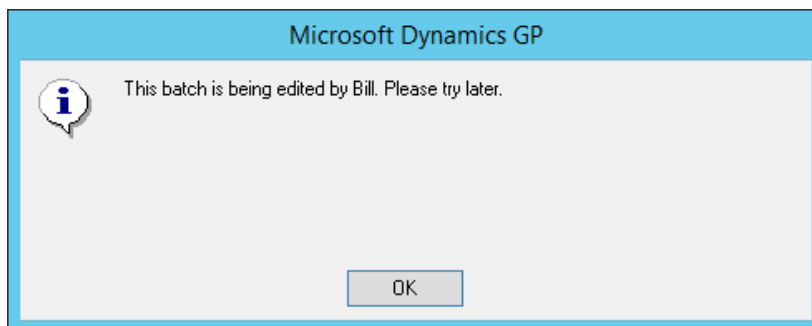 Microsoft Dynamics GP
This batch is being edited by Bill. Please try later.
OK